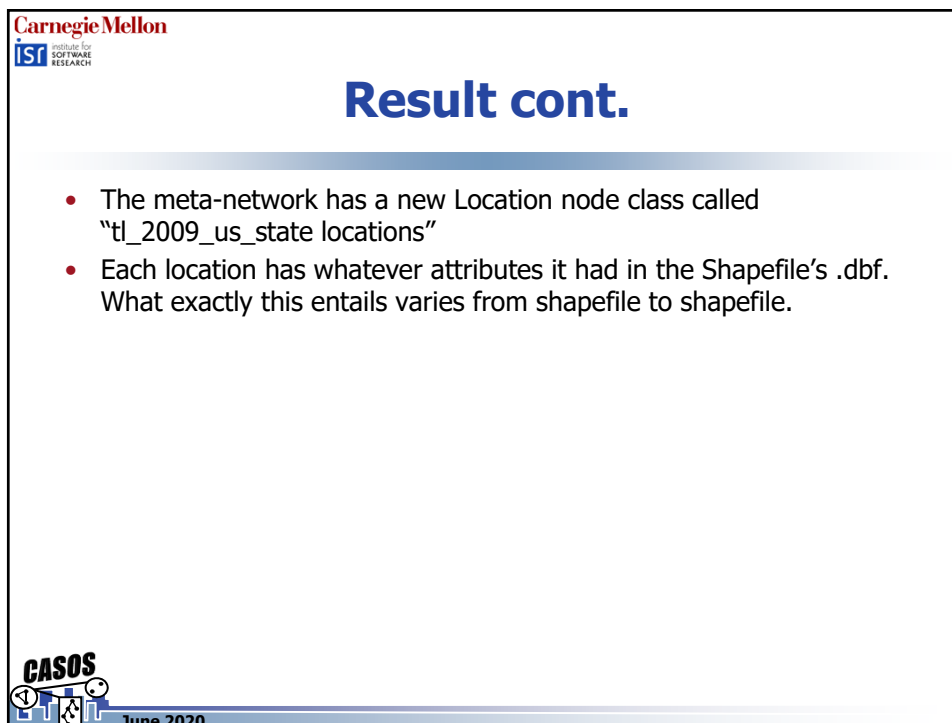 Carnegie Mellon
isr institute for
SOFTWARE
RESEARCH
Result cont.
• The meta-network has a new Location node class called
“tl_2009_us_state locations”
• Each location has whatever attributes it had in the Shapefile’s .dbf.
What exactly this entails varies from shapefile to shapefile.
CASOS
June 2020